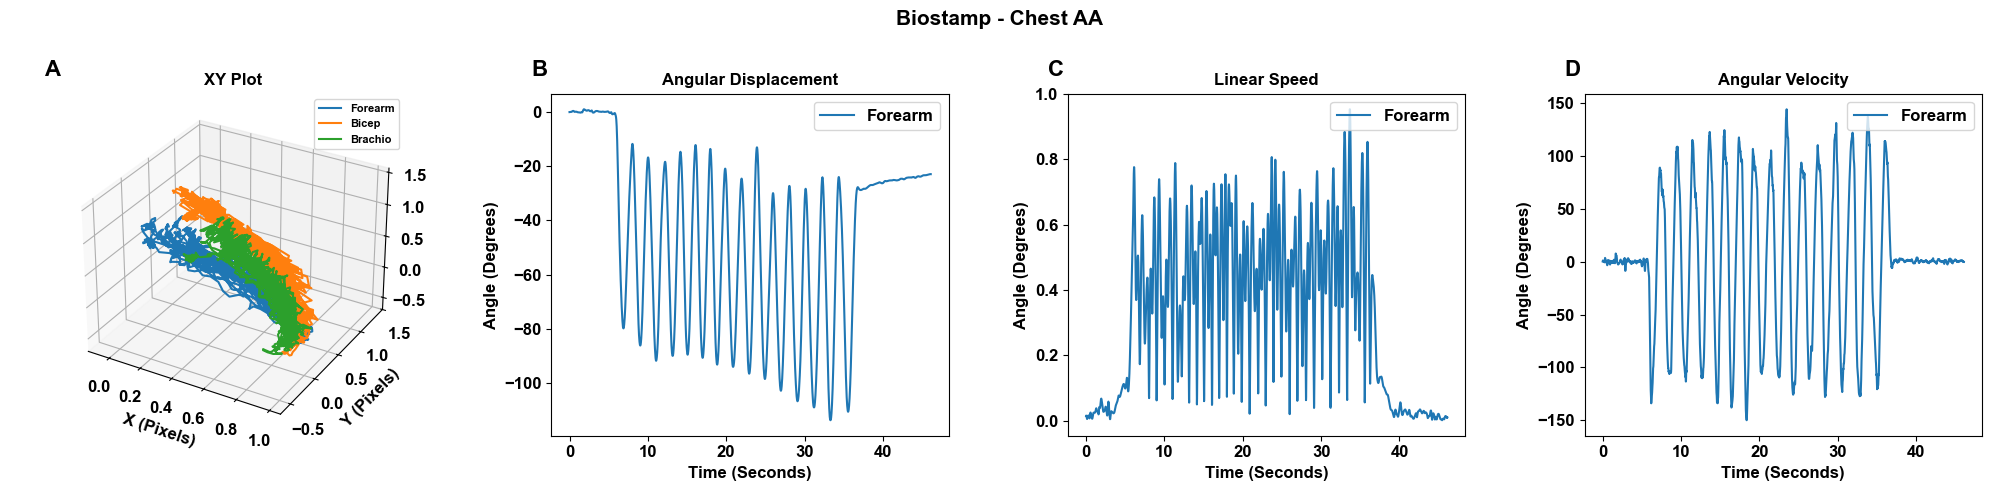 Biostamp - Chest AA
A
XY Plot
Forearm
Bicep
Brachio
1.5
1.0
0.5
0.0
−0.5
1.5
1.0
0.5
0.0
−0.5
Y (Pixels)
0.0
0.2
0.4
0.6
0.8
1.0
X (Pixels)
B
Angular Displacement
Forearm
0
−20
−40
−60
−80
−100
Angle (Degrees)
0 10 20 30 40
Time (Seconds)
C
Linear Speed
Forearm
1.0
0.8
0.6
0.4
0.2
0.0
Angle (Degrees)
0 10 20 30 40
Time (Seconds)
D
Angular Velocity
Forearm
150
100
50
0
−50
−100
−150
Angle (Degrees)
0 10 20 30 40
Time (Seconds)